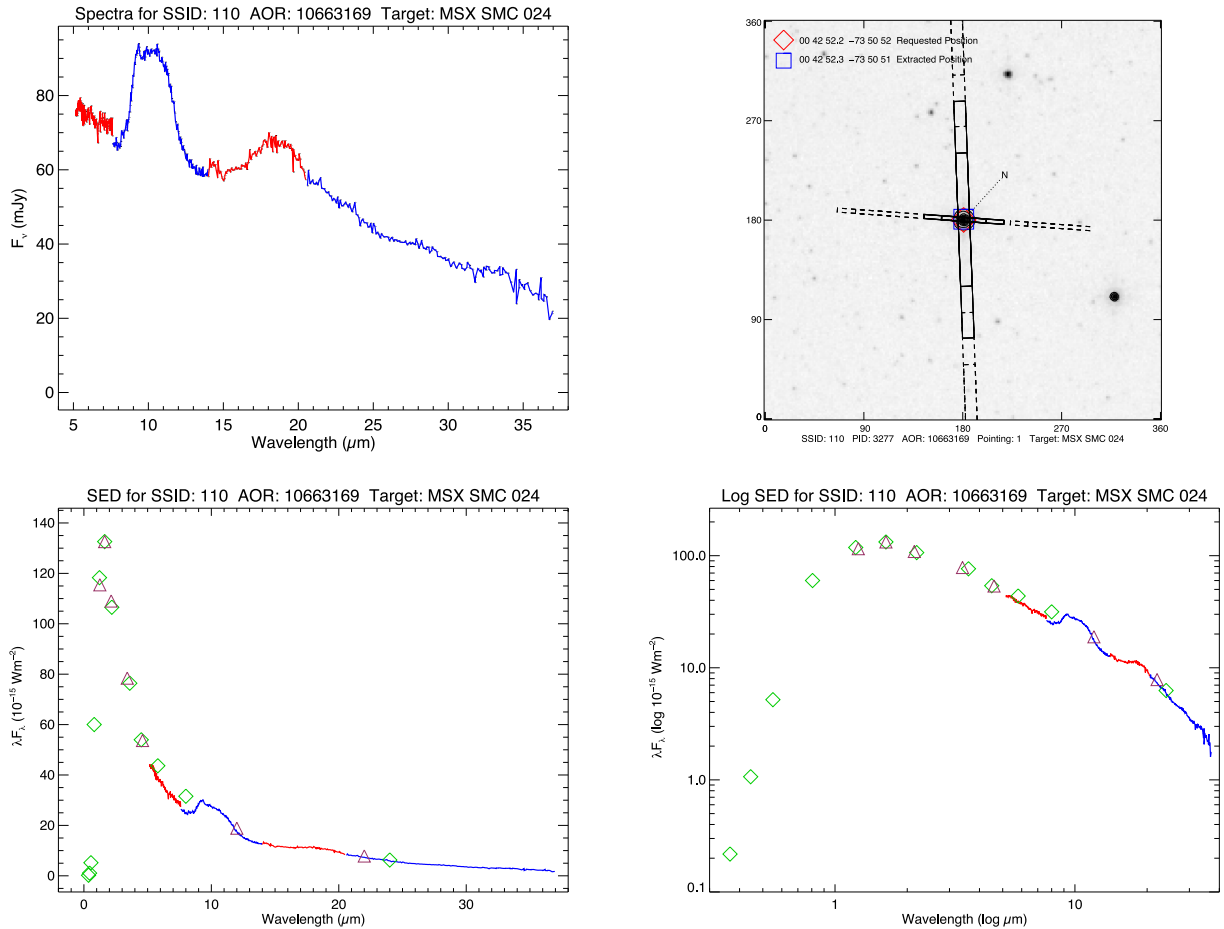 Spectra for SSID: 110 AOR: 10663169 Target: MSX SMC 024
80
60
40
20
0
F_ν (mJy)
5 10 15 20 25 30 35
Wavelength (μm)
360
270
180
90
0
00 42 52.2 −73 50 52 Requested Position
00 42 52.3 −73 50 51 Extracted Position
N
0 90 180 270 360
SSID: 110 PID: 3277 AOR: 10663169 Pointing: 1 Target: MSX SMC 024
SED for SSID: 110 AOR: 10663169 Target: MSX SMC 024
140
120
100
80
60
40
20
0
λF_λ (10⁻¹⁵ Wm⁻²)
0 10 20 30
Wavelength (μm)
Log SED for SSID: 110 AOR: 10663169 Target: MSX SMC 024
100.0
10.0
1.0
0.1
λF_λ (log 10⁻¹⁵ Wm⁻²)
1 10
Wavelength (log μm)